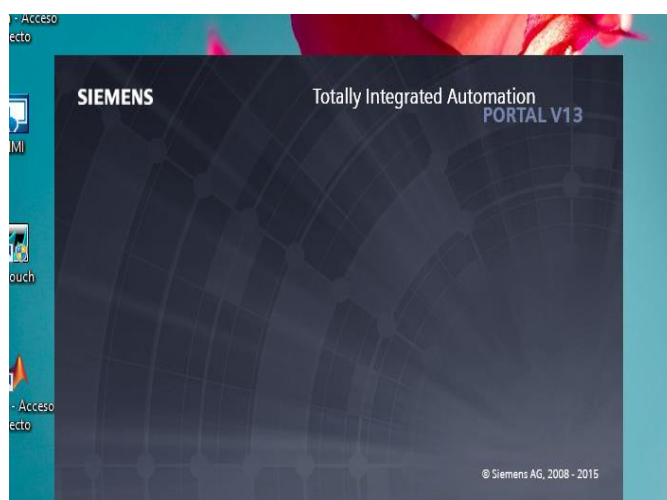 - Acceso
ecto
SIEMENS
Totally Integrated Automation
PORTAL V13
IMI
ouch
- Acceso
ecto
© Siemens AG, 2008 - 2015